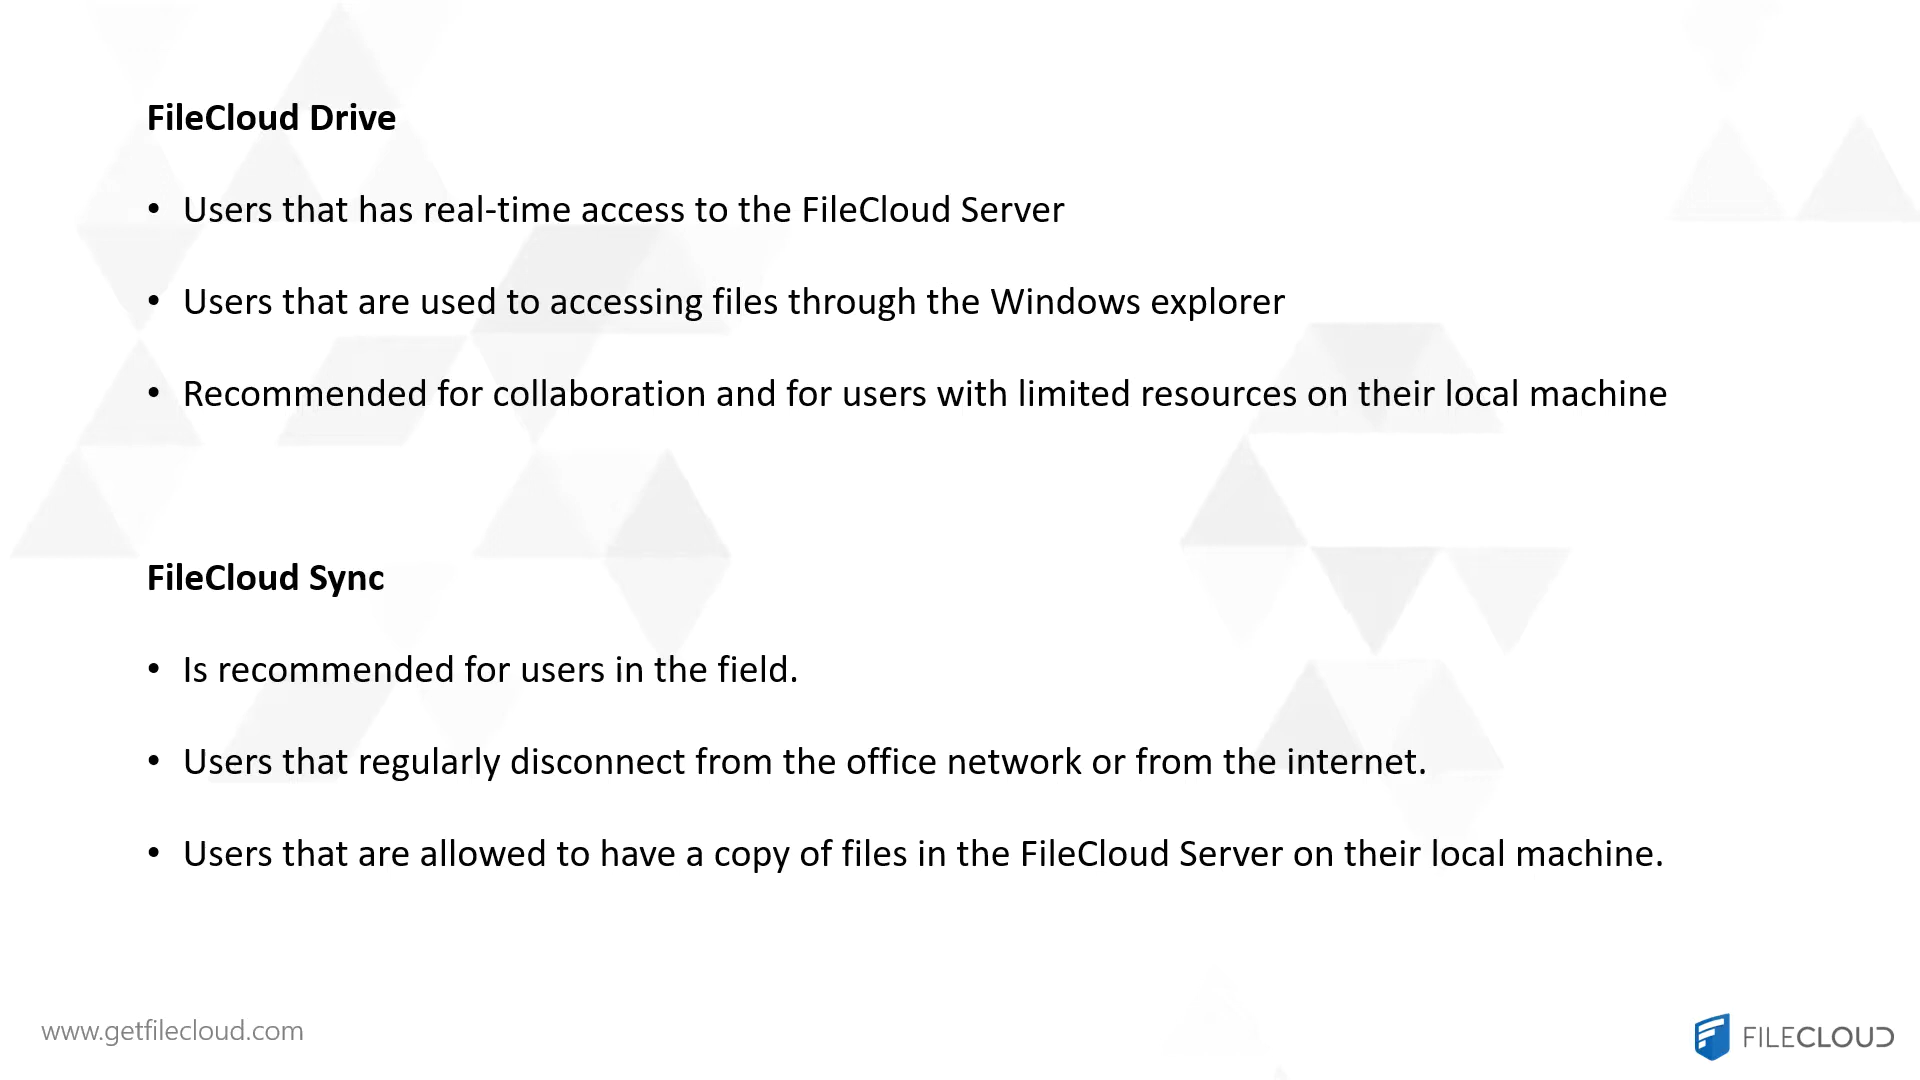 FileCloud Drive
• Users that has real-time access to the FileCloud Server
• Users that are used to accessing files through the Windows explorer
• Recommended for collaboration and for users with limited resources on their local machine
FileCloud Sync
• Is recommended for users in the field.
• Users that regularly disconnect from the office network or from the internet.
• Users that are allowed to have a copy of files in the FileCloud Server on their local machine.
www.getfilecloud.com
FILECLOUD